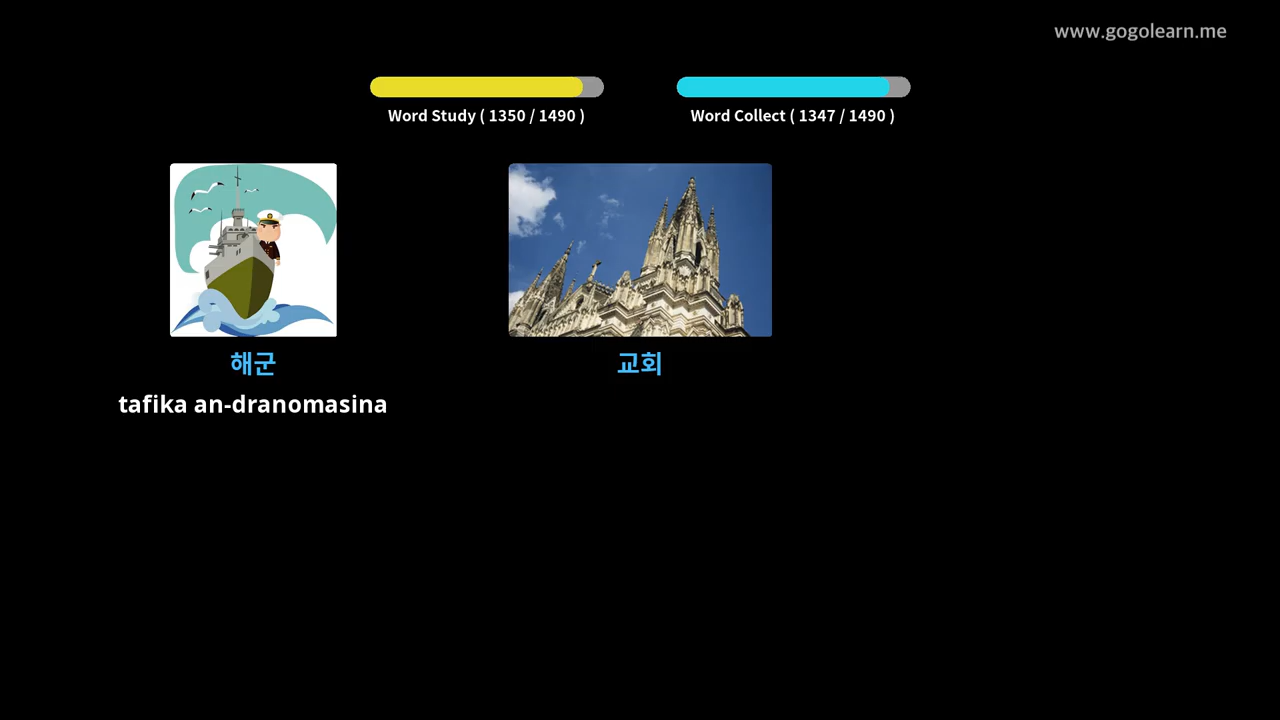 www.gogolearn.me
Word Study ( 1350 / 1490 )
Word Collect ( 1347 / 1490 )
해군
교회
tafika an-dranomasina